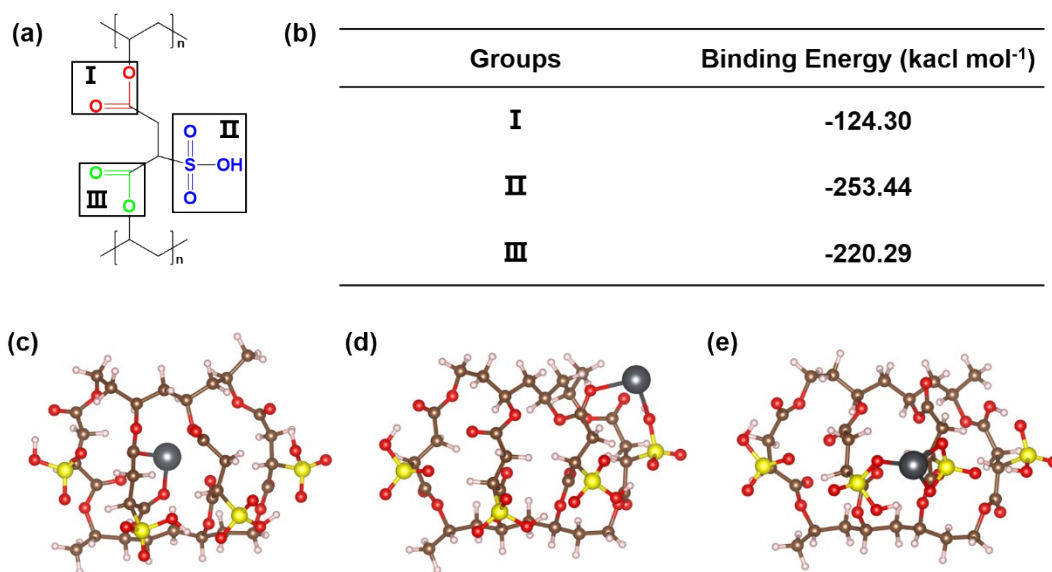 (a)
n
I
O
O
II
O
S
OH
O
O
III
O
n
(b)
Groups Binding Energy (kacl mol-1)
I -124.30
II -253.44
III -220.29
(c)
(d)
(e)